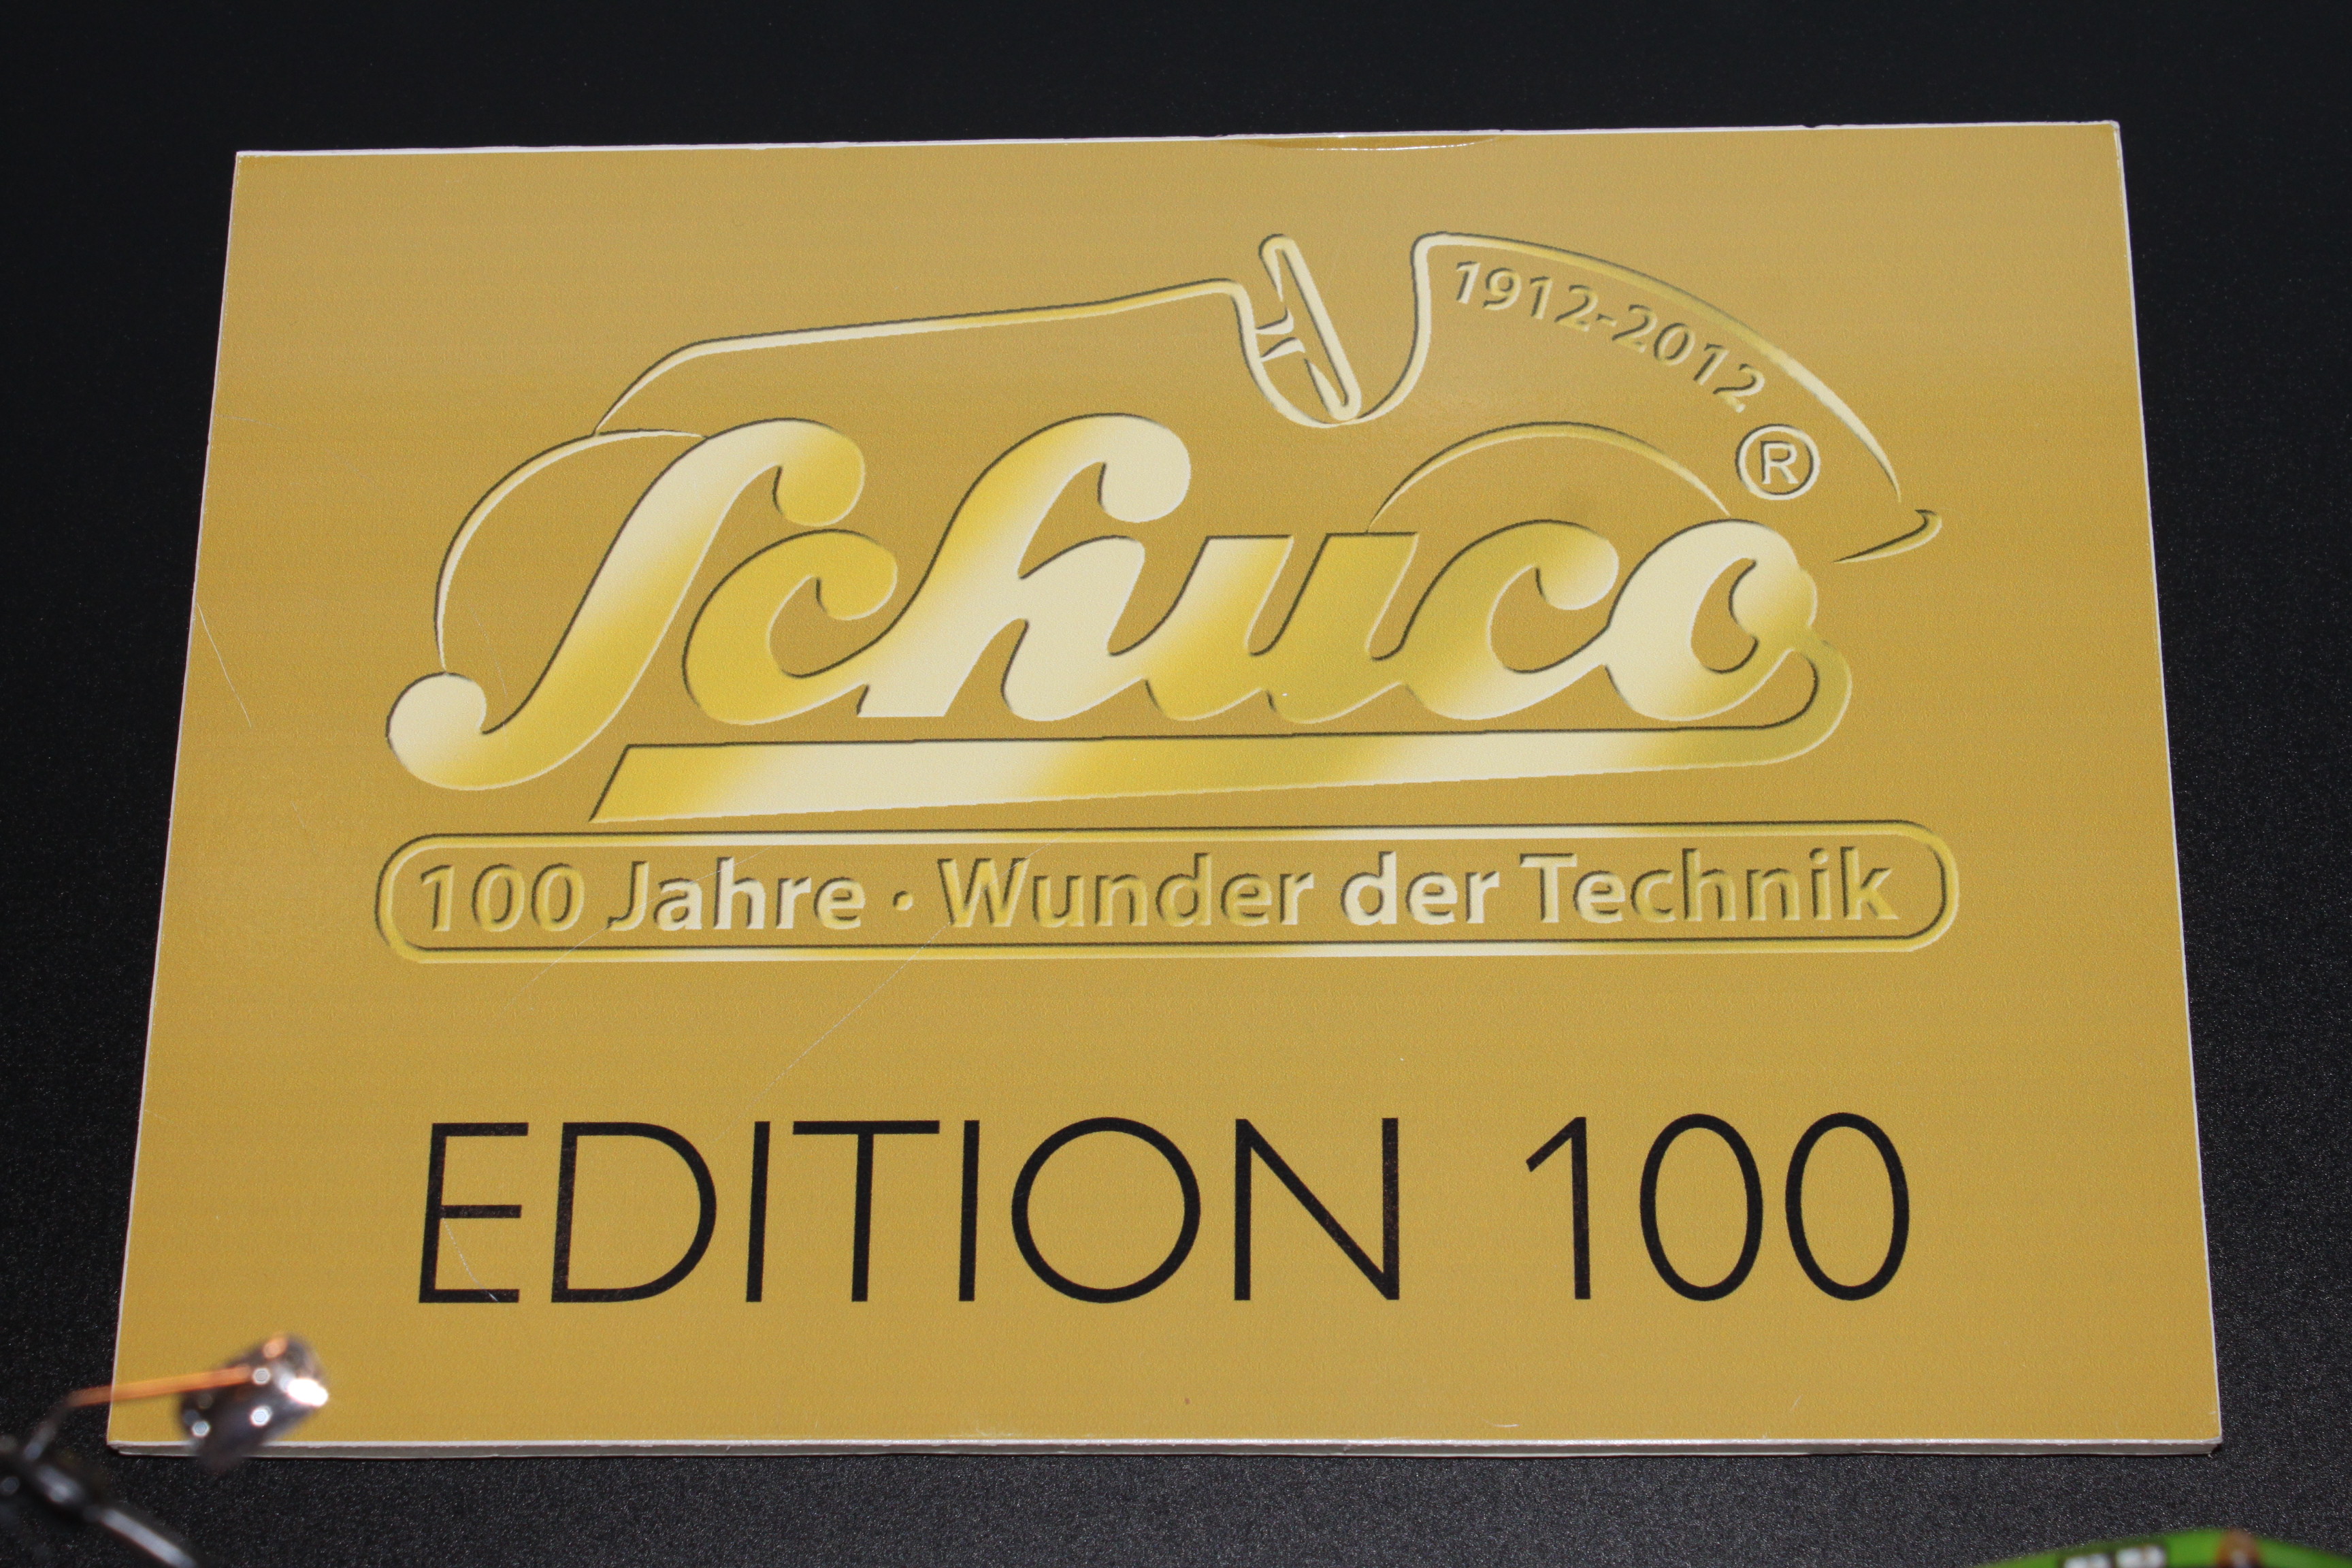 1912-2012
Schuco®
100 Jahre · Wunder der Technik
EDITION 100